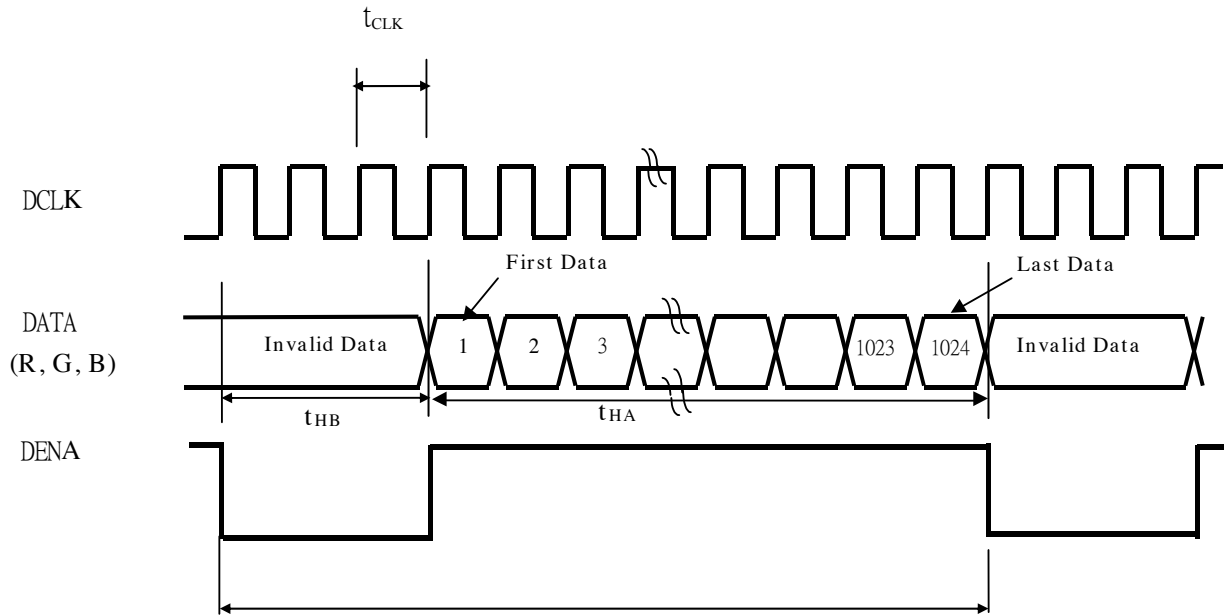 tCLK
DCLK
First Data
Last Data
DATA
(R, G, B)
Invalid Data
1
2
3
1023
1024
Invalid Data
tHB
tHA
DENA